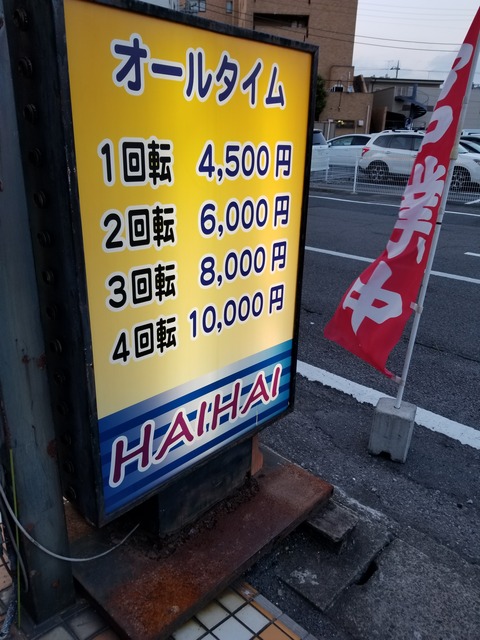 オールタイム
1回転 4,500円
2回転 6,000円
3回転 8,000円
4回転 10,000円
HAIHAI
業中